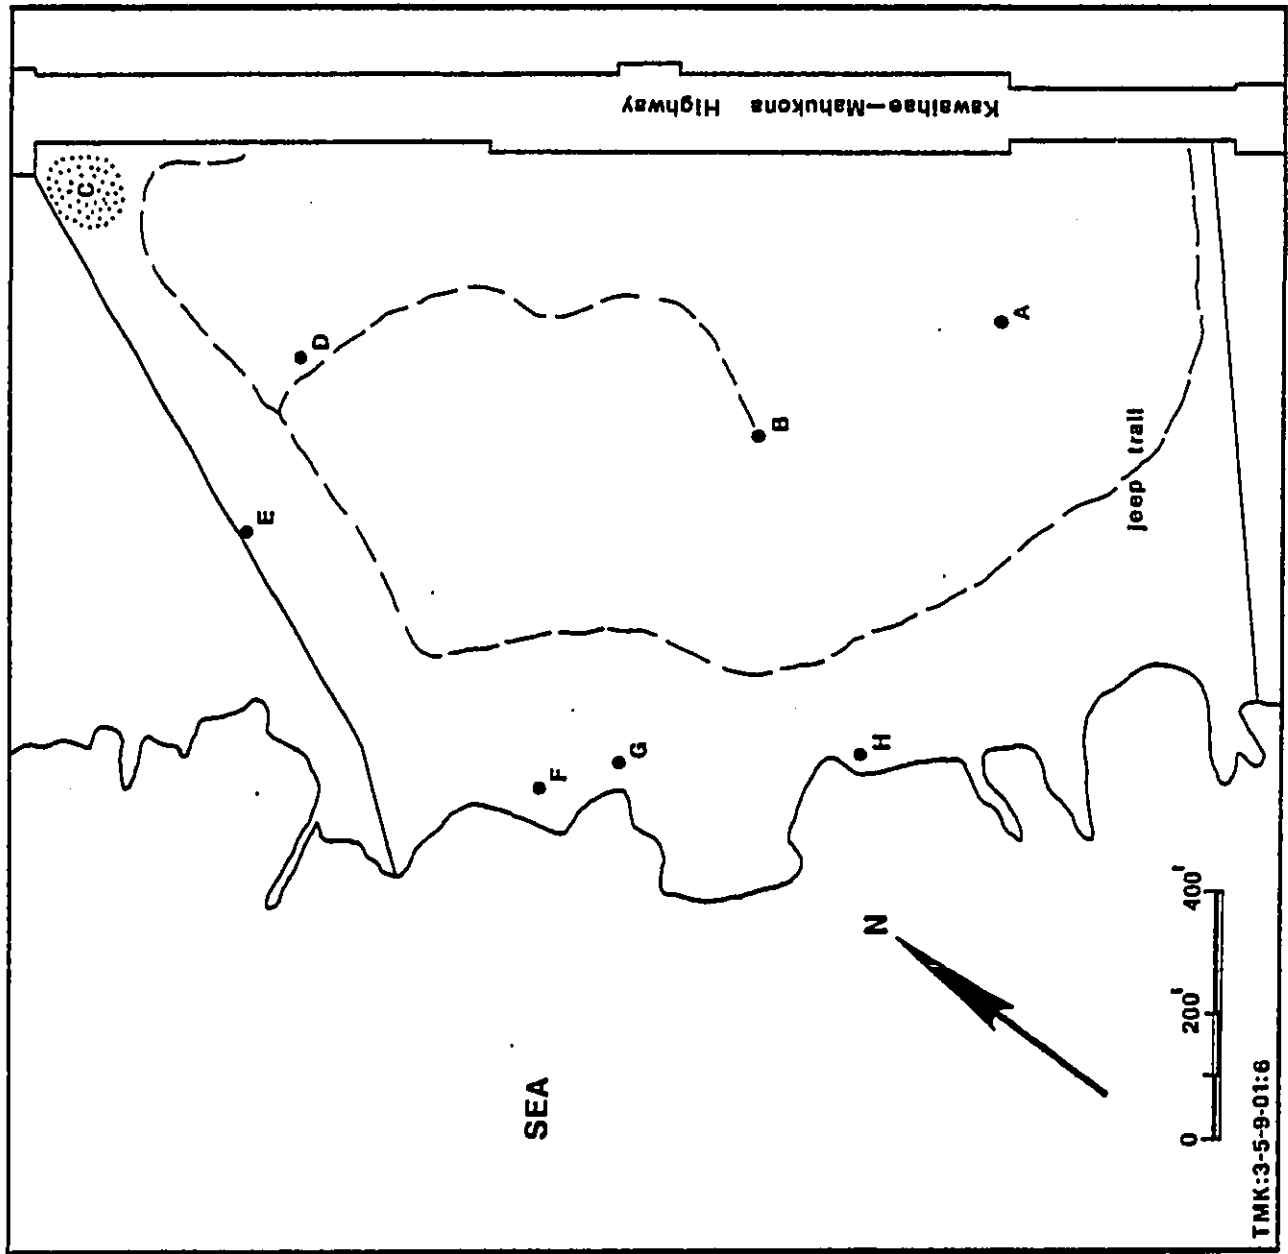 Kawaihae—Mahukona Highway
C
D
A
B
E
jeep trail
G
F
H
N
SEA
0 200' 400'
TMK:3-5-9-01:6